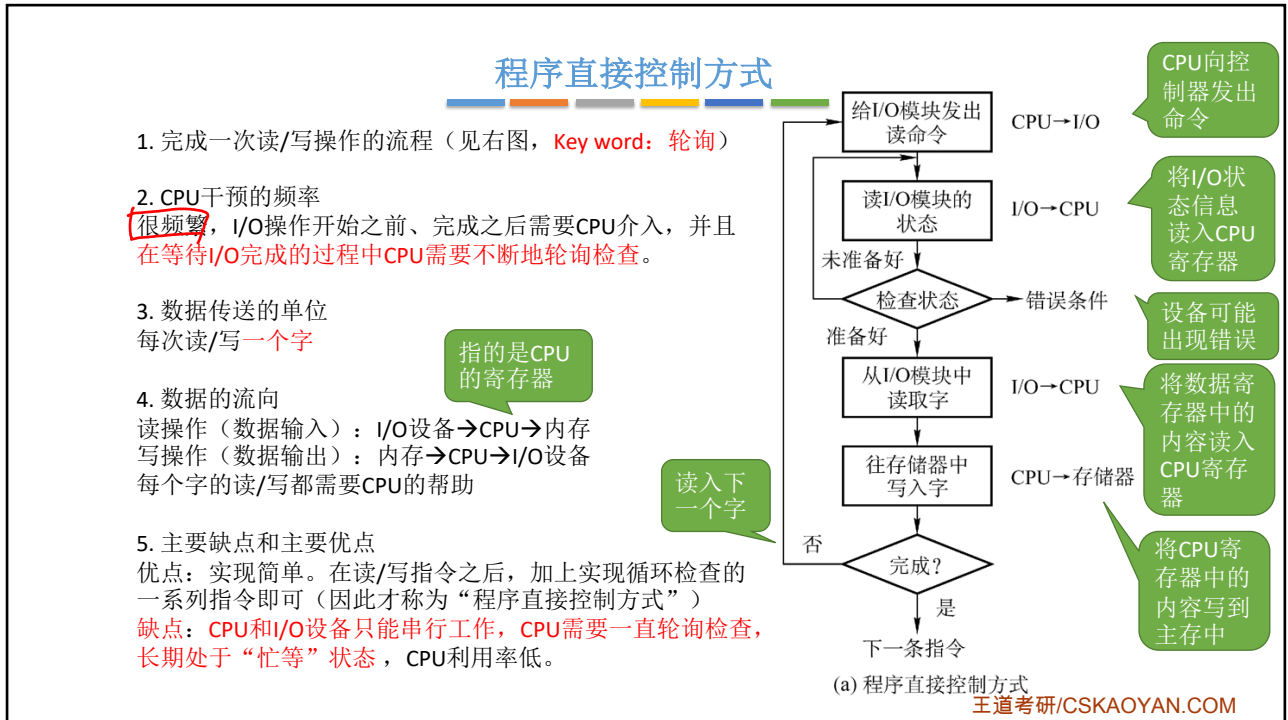 程序直接控制方式
1. 完成一次读/写操作的流程（见右图，Key word：轮询）
2. CPU干预的频率
很频繁，I/O操作开始之前、完成之后需要CPU介入，并且
在等待I/O完成的过程中CPU需要不断地轮询检查。
3. 数据传送的单位
每次读/写一个字
指的是CPU
的寄存器
4. 数据的流向
读操作（数据输入）：I/O设备→CPU→内存
写操作（数据输出）：内存→CPU→I/O设备
每个字的读/写都需要CPU的帮助
5. 主要缺点和主要优点
优点：实现简单。在读/写指令之后，加上实现循环检查的
一系列指令即可（因此才称为“程序直接控制方式”）
缺点：CPU和I/O设备只能串行工作，CPU需要一直轮询检查，
长期处于“忙等”状态，CPU利用率低。
给I/O模块发出
读命令
CPU→I/O
CPU向控
制器发出
命令
读I/O模块的
状态
I/O→CPU
将I/O状
态信息
读入CPU
寄存器
未准备好
检查状态
错误条件
设备可能
出现错误
准备好
从I/O模块中
读取字
I/O→CPU
将数据寄
存器中的
内容读入
CPU寄存
器
往存储器中
写入字
CPU→存储器
将CPU寄
存器中的
内容写到
主存中
读入下
一个字
否
完成？
是
下一条指令
(a) 程序直接控制方式
王道考研/CSKAOYAN.COM